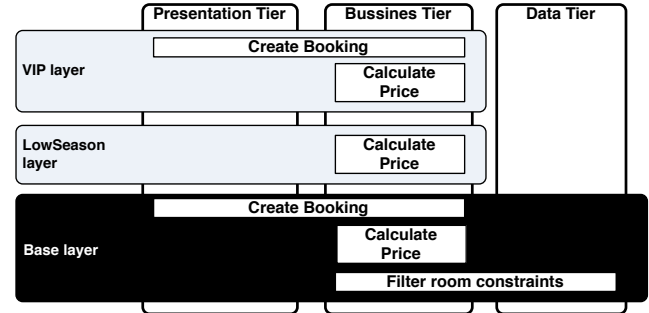 Presentation Tier Bussines Tier Data Tier
Create Booking
VIP layer
Calculate
Price
LowSeason
layer
Calculate
Price
Create Booking
Base layer
Calculate
Price
Filter room constraints